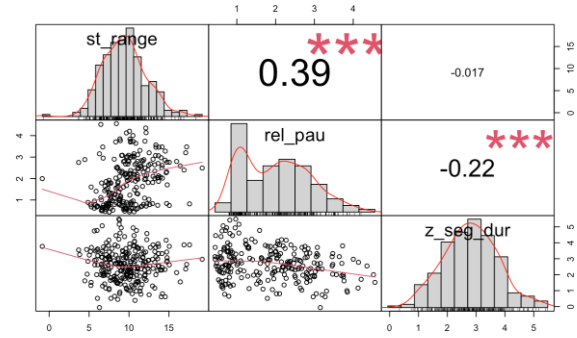 1 2 3 4
st_range
0.39 ***
-0.017
0 5 10 15
1 2 3 4
rel_pau
-0.22 ***
z_seg_dur
0 1 2 3 4 5
0 5 10 15
0 1 2 3 4 5